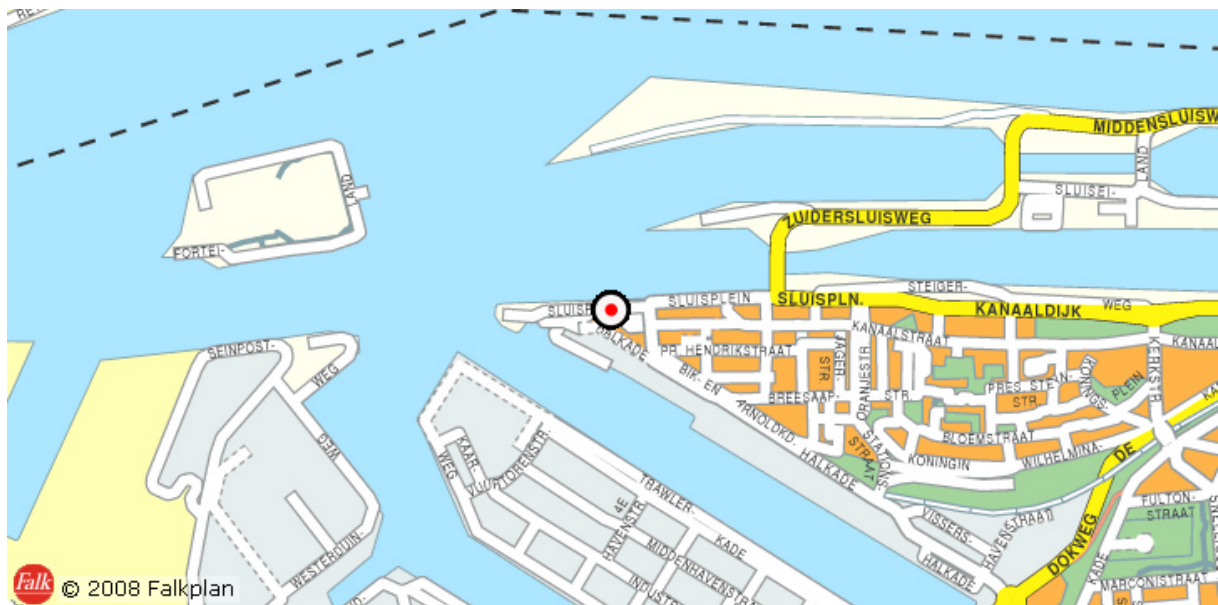 MIDDENSLUISW
LAND
SLUISEI-
LAND
ZUIDERSLUISWEG
FORTEI-
STEIGER-
WEG
SLUISPLEIN
SLUISPLN.
KANAALDIJK
KANAALSTRAAT
KANAAL
SEINPOST-
WEG
PR. HENDRIKSTRAAT
JAGER-
STR.
ORANJESTR.
KERKSTR.
KONINGS-
PLEIN
PRES. STEYN-
STR.
BIK- EN
ARNOLDKD.
BREESAAP-
STR.
BLOEMSTRAAT
STATIONS-
STRAAT
KONINGIN
WILHELMINA-
HALKADE
DE
KAAR-
WEG
VUURTORENSTR.
TRAWLER-
KADE
4E
HAVENSTR.
MIDDENHAVENSTRAAT
INDUSTR
WEG
WESTERDUIN-
VISSERS-
HAVENSTRAAT
HALKADE
DOKWEG
KADE
FULTON-
STRAAT
MARCONISTRAAT
Falk © 2008 Falkplan